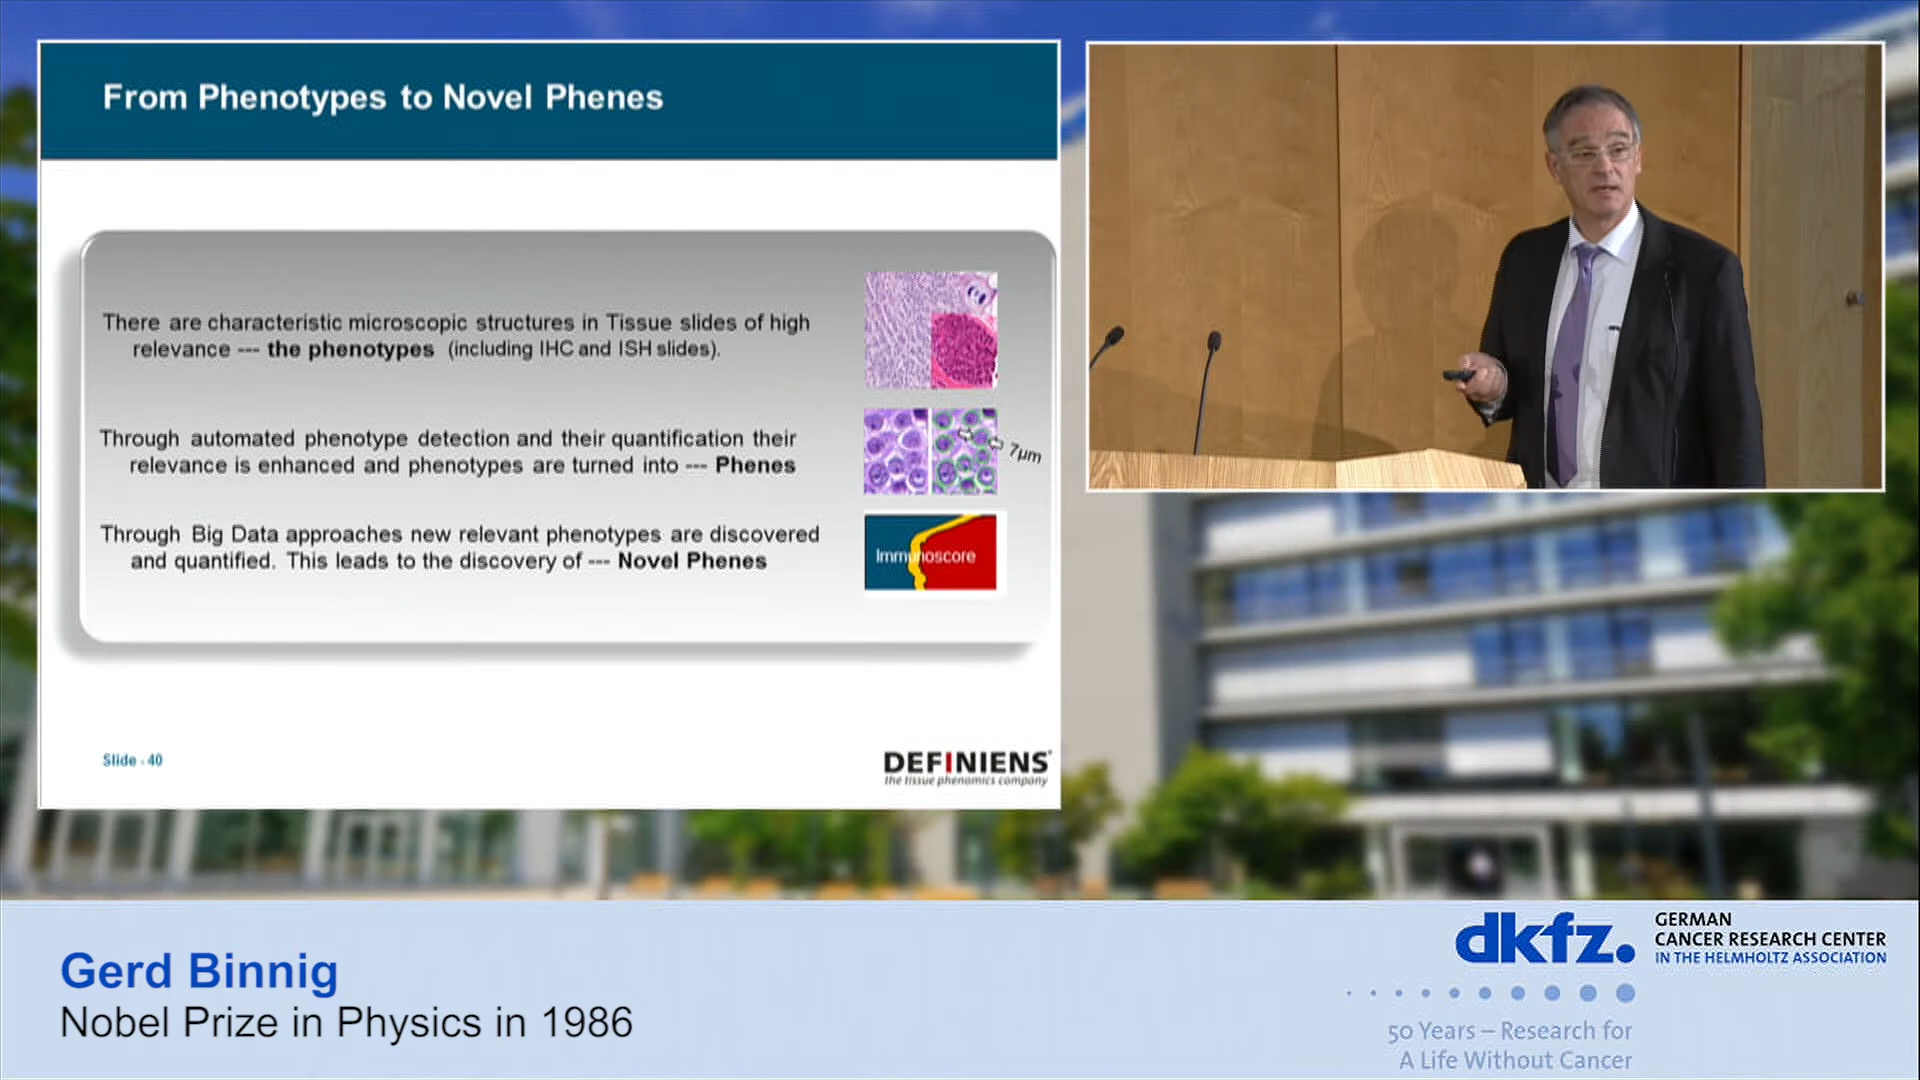 From Phenotypes to Novel Phenes
There are characteristic microscopic structures in Tissue slides of high
relevance --- the phenotypes (including IHC and ISH slides).
Through automated phenotype detection and their quantification their
relevance is enhanced and phenotypes are turned into --- Phenes
7µm
Through Big Data approaches new relevant phenotypes are discovered
and quantified. This leads to the discovery of --- Novel Phenes
Immunoscore
Slide - 40
DEFINIENS
the tissue phenomics company
Gerd Binnig
Nobel Prize in Physics in 1986
dkfz.
GERMAN
CANCER RESEARCH CENTER
IN THE HELMHOLTZ ASSOCIATION
50 Years – Research for
A Life Without Cancer